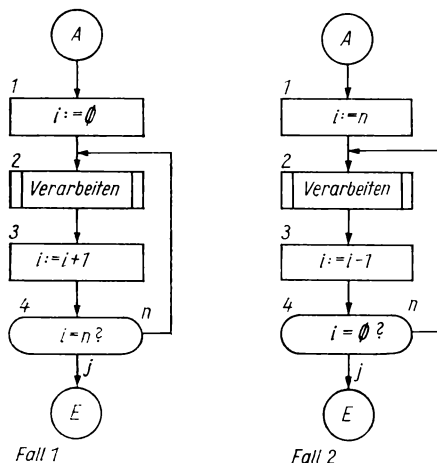 A
1
i:=Ø
2
Verarbeiten
3
i:=i+1
4
n
i=n?
j
E
Fall 1
A
1
i:=n
2
Verarbeiten
3
i:=i-1
4
n
i=Ø?
j
E
Fall 2